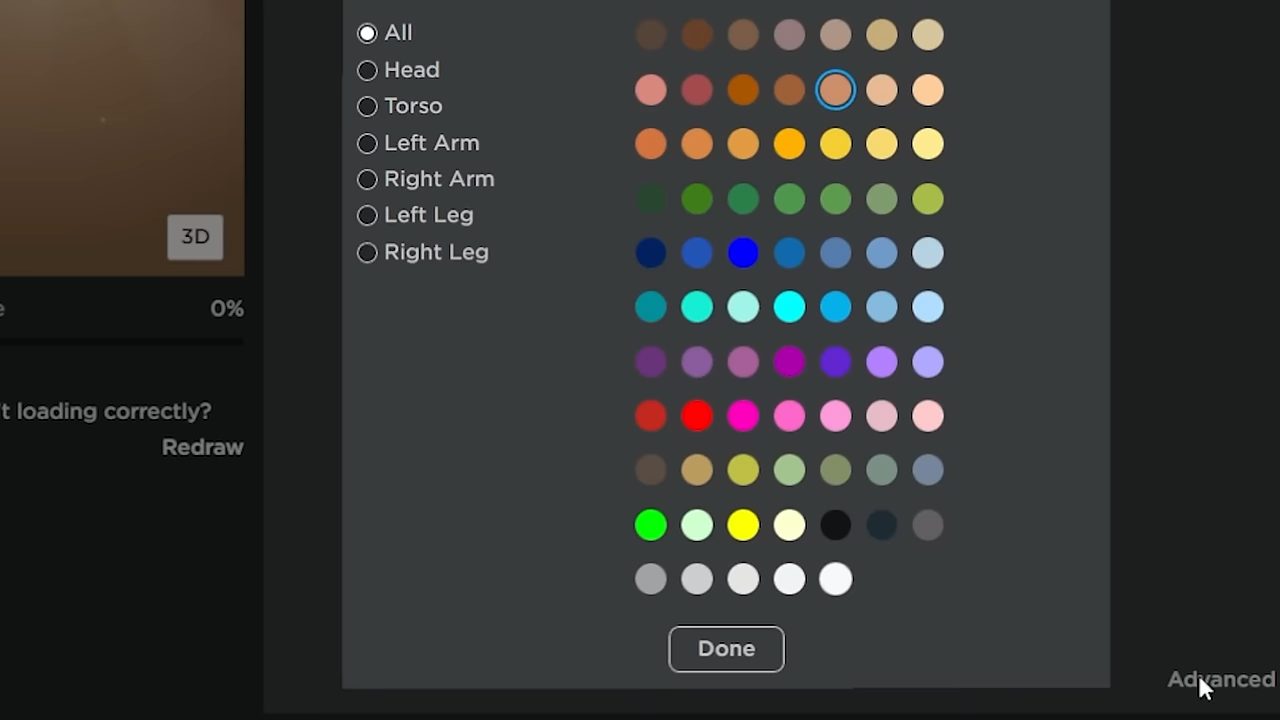 All
Head
Torso
Left Arm
Right Arm
Left Leg
Right Leg
3D
e 0%
't loading correctly?
Redraw
Done
Advanced